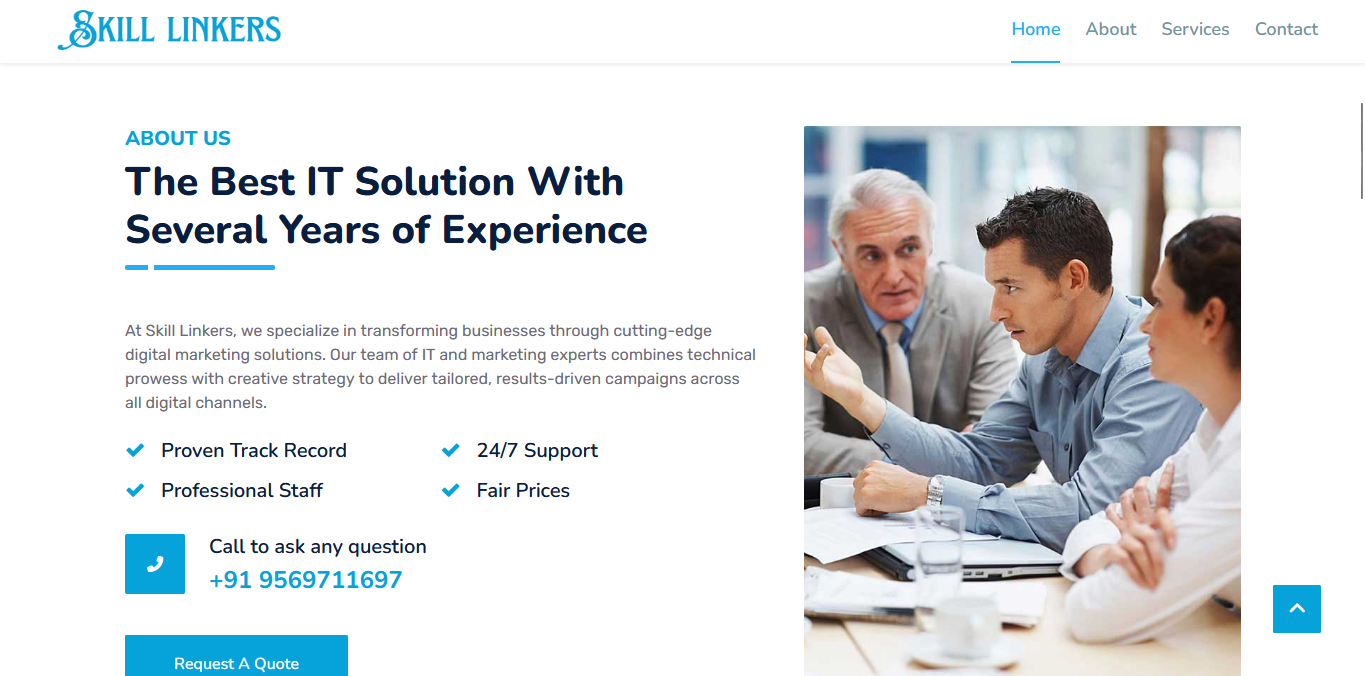 SKILL LINKERS
Home About Services Contact
ABOUT US
The Best IT Solution With
Several Years of Experience
At Skill Linkers, we specialize in transforming businesses through cutting-edge
digital marketing solutions. Our team of IT and marketing experts combines technical
prowess with creative strategy to deliver tailored, results-driven campaigns across
all digital channels.
Proven Track Record
24/7 Support
Professional Staff
Fair Prices
Call to ask any question
+91 9569711697
Request A Quote